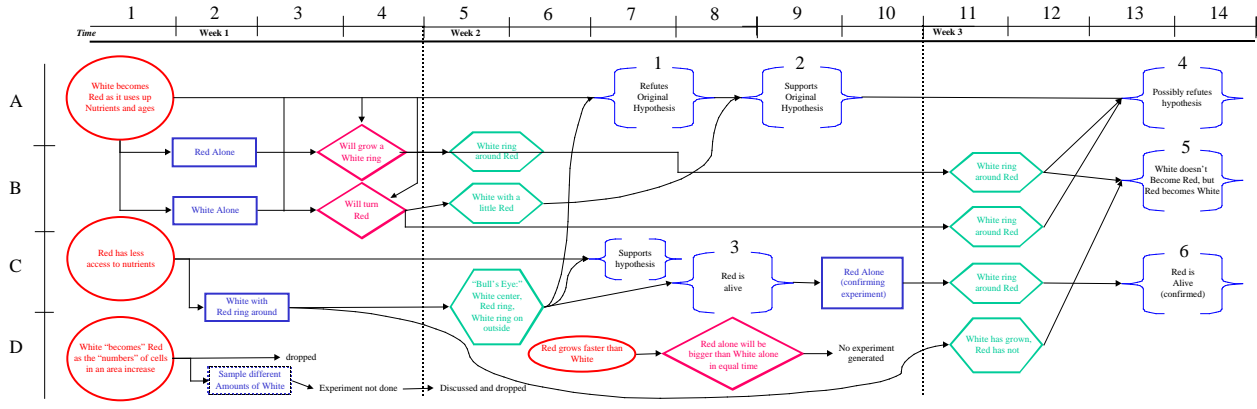 1 2 3 4 5 6 7 8 9 10 11 12 13 14
Time Week 1 Week 2 Week 3
A
B
C
D
White becomes
Red as it uses up
Nutrients and ages
Red Alone
White Alone
Will grow a
White ring
Will turn
Red
White ring
around Red
White with a
little Red
1
Refutes
Original
Hypothesis
2
Supports
Original
Hypothesis
4
Possibly refutes
hypothesis
5
White doesn't
Become Red, but
Red becomes White
White ring
around Red
White ring
around Red
Red has less
access to nutrients
White with
Red ring around
"Bull's Eye:"
White center,
Red ring,
White ring on
outside
Supports
hypothesis
3
Red is
alive
Red Alone
(confirming
experiment)
White ring
around Red
6
Red is
Alive
(confirmed)
White "becomes" Red
as the "numbers" of cells
in an area increase
dropped
Sample different
Amounts of White
Experiment not done
Discussed and dropped
Red grows faster than
White
Red alone will be
bigger than White alone
in equal time
No experiment
generated
White has grown,
Red has not